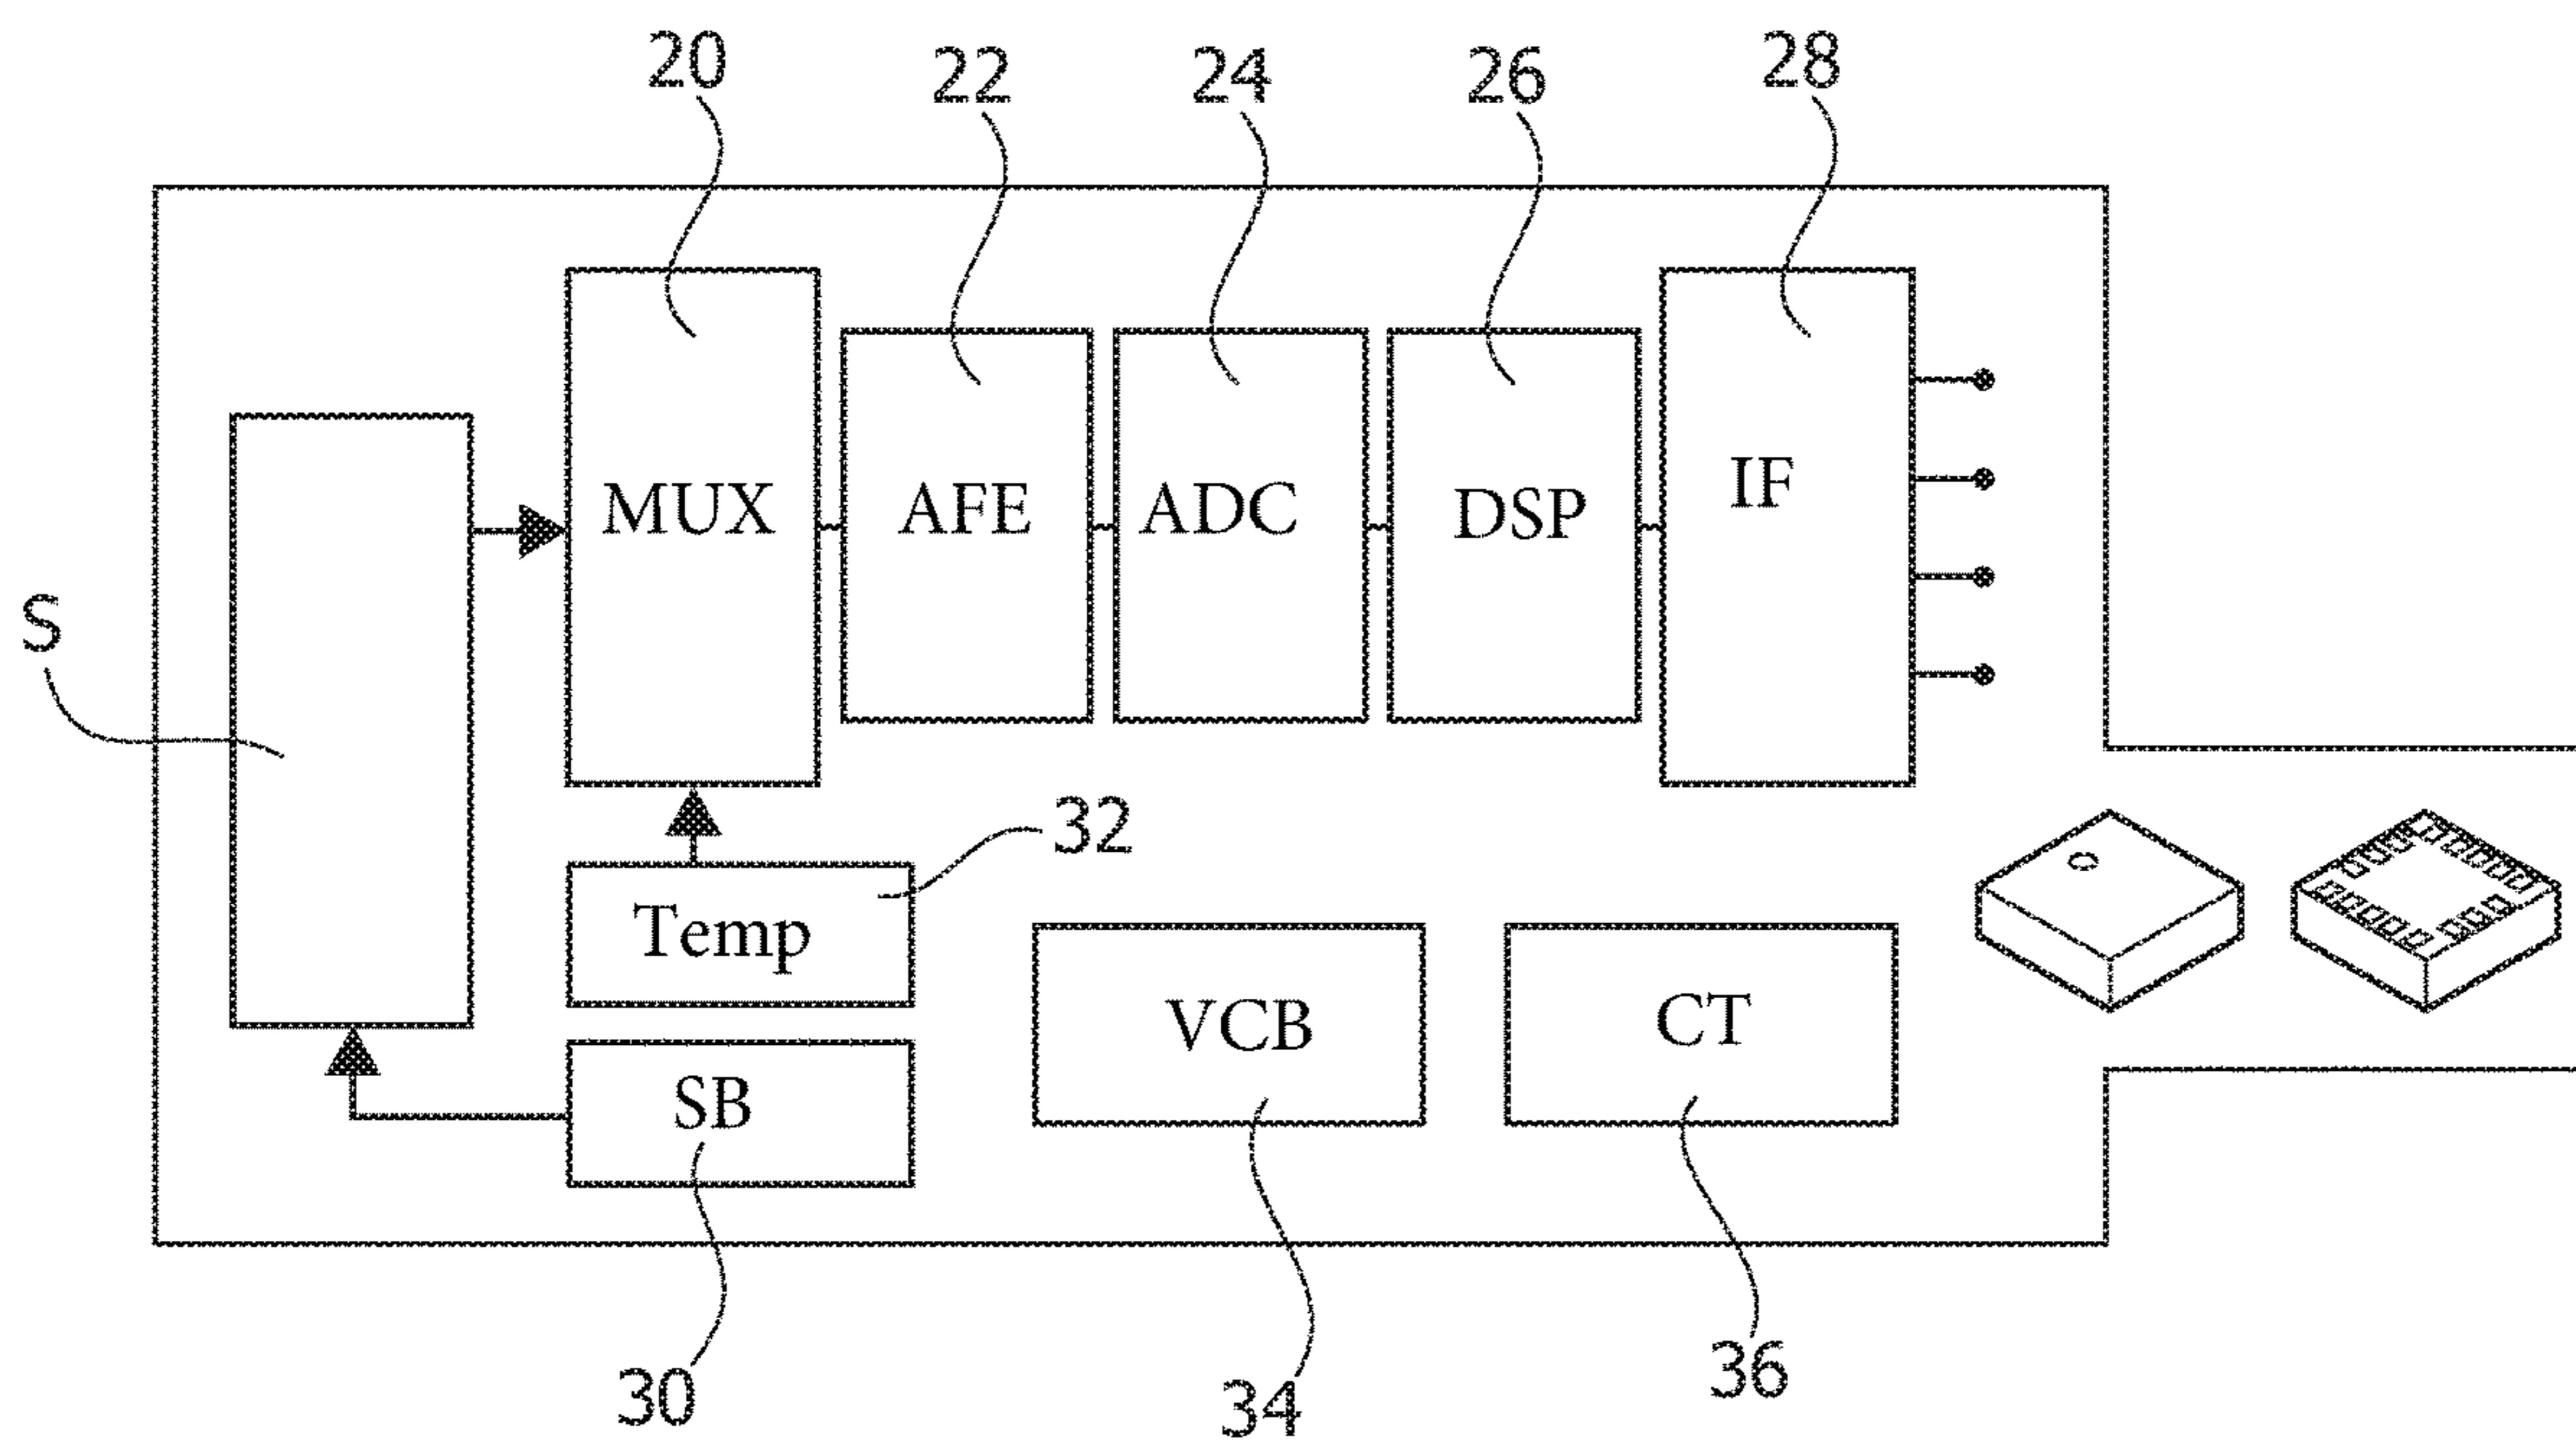 20 22 24 26 28
MUX AFE ADC DSP IF
S
32
Temp
VCB CT
SB
30 34 36